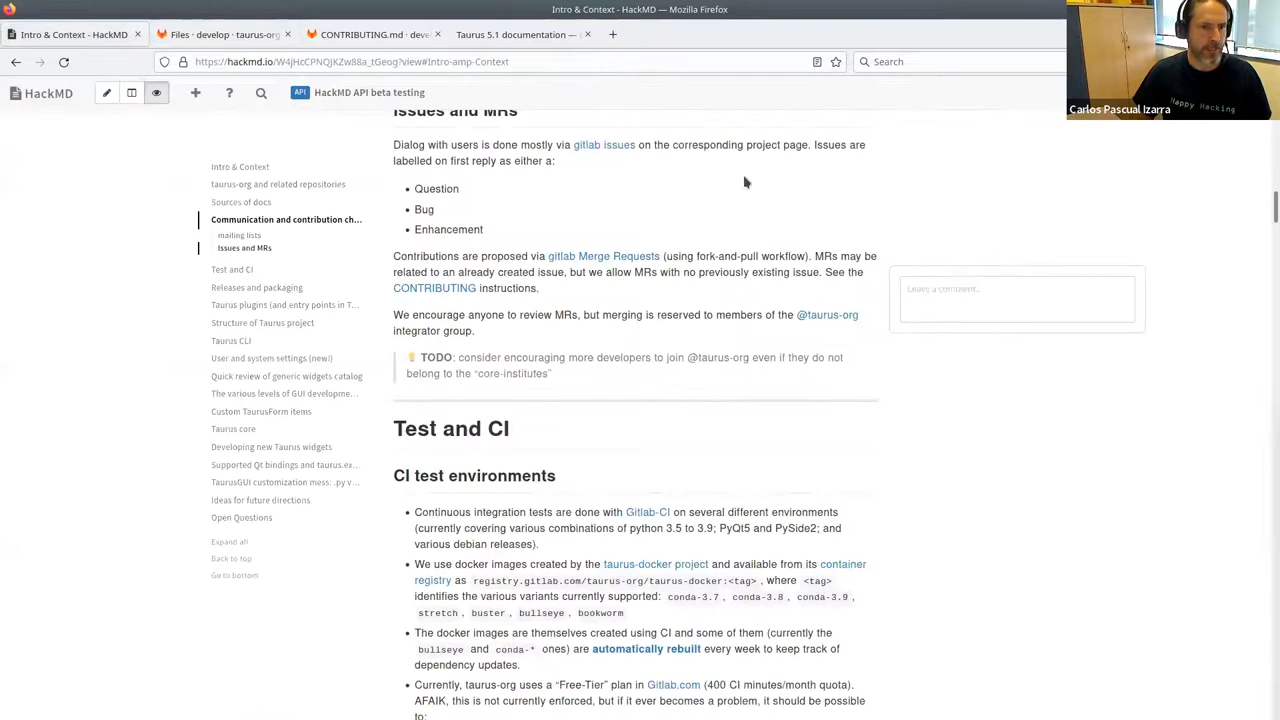 Intro & Context - HackMD — Mozilla Firefox
Intro & Context - HackMD
Files · develop · taurus-org
CONTRIBUTING.md · deve
Taurus 5.1 documentation —
https://hackmd.io/W4jHcCPNQJKZw88a_tGeog?view#Intro-amp-Context
Search
HackMD
API
HackMD API beta testing
Carlos Pascual Izarra
Happy Hacking
Intro & Context
taurus-org and related repositories
Sources of docs
Communication and contribution ch...
mailing lists
Issues and MRs
Test and CI
Releases and packaging
Taurus plugins (and entry points in T...
Structure of Taurus project
Taurus CLI
User and system settings (new!)
Quick review of generic widgets catalog
The various levels of GUI developme...
Custom TaurusForm items
Taurus core
Developing new Taurus widgets
Supported Qt bindings and taurus.ex...
TaurusGUI customization mess: .py v...
Ideas for future directions
Open Questions
Expand all
Back to top
Go to bottom
Issues and MRs
Dialog with users is done mostly via gitlab issues on the corresponding project page. Issues are
labelled on first reply as either a:
• Question
• Bug
• Enhancement
Contributions are proposed via gitlab Merge Requests (using fork-and-pull workflow). MRs may be
related to an already created issue, but we allow MRs with no previously existing issue. See the
CONTRIBUTING instructions.
We encourage anyone to review MRs, but merging is reserved to members of the @taurus-org
integrator group.
TODO: consider encouraging more developers to join @taurus-org even if they do not
belong to the “core-institutes”
Leave a comment..
Test and CI
CI test environments
• Continuous integration tests are done with Gitlab-CI on several different environments
(currently covering various combinations of python 3.5 to 3.9; PyQt5 and PySide2; and
various debian releases).
• We use docker images created by the taurus-docker project and available from its container
registry as registry.gitlab.com/taurus-org/taurus-docker:<tag>, where <tag>
identifies the various variants currently supported: conda-3.7, conda-3.8, conda-3.9,
stretch, buster, bullseye, bookworm
• The docker images are themselves created using CI and some of them (currently the
bullseye and conda-* ones) are automatically rebuilt every week to keep track of
dependency updates.
• Currently, taurus-org uses a “Free-Tier” plan in Gitlab.com (400 CI minutes/month quota).
AFAIK, this is not currently enforced, but if it ever becomes a problem, it should be possible
to: